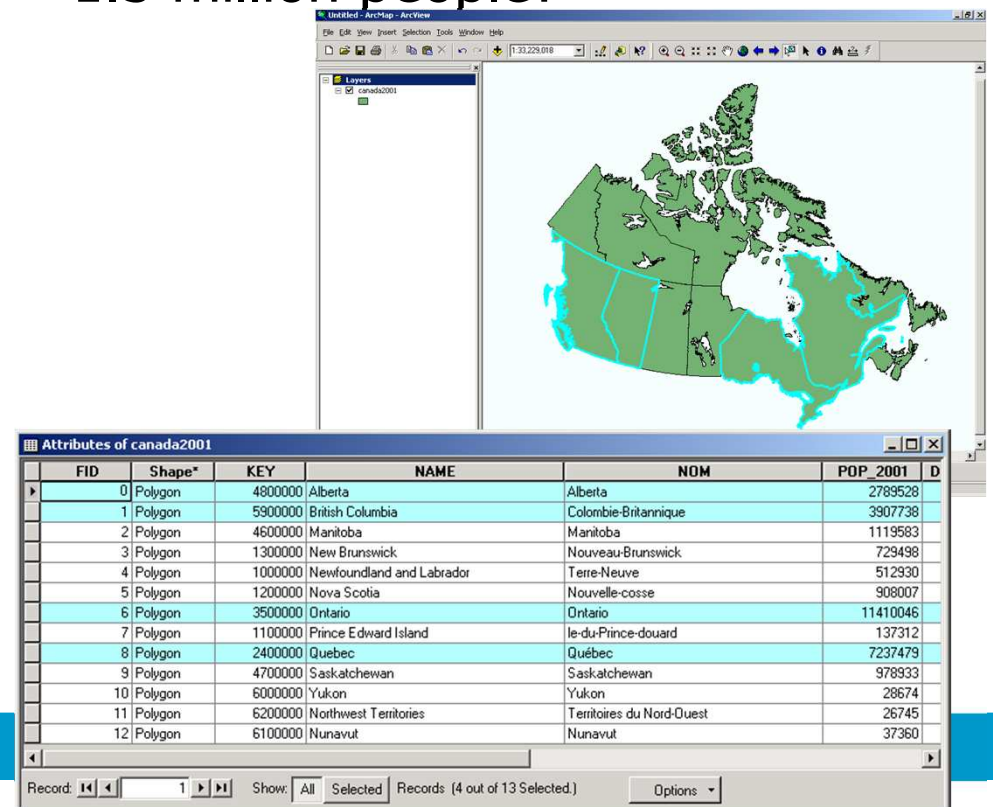 Untitled - ArcMap - ArcView
File Edit View Insert Selection Tools Window Help
1:33,229,018
Layers
canada2001
Attributes of canada2001
FID Shape* KEY NAME NOM POP_2001 D
0 Polygon 4800000 Alberta Alberta 2789528
1 Polygon 5900000 British Columbia Colombie-Britannique 3907738
2 Polygon 4600000 Manitoba Manitoba 1119583
3 Polygon 1300000 New Brunswick Nouveau-Brunswick 729498
4 Polygon 1000000 Newfoundland and Labrador Terre-Neuve 512930
5 Polygon 1200000 Nova Scotia Nouvelle-cosse 908007
6 Polygon 3500000 Ontario Ontario 11410046
7 Polygon 1100000 Prince Edward Island le-du-Prince-douard 137312
8 Polygon 2400000 Quebec Québec 7237479
9 Polygon 4700000 Saskatchewan Saskatchewan 978933
10 Polygon 6000000 Yukon Yukon 28674
11 Polygon 6200000 Northwest Territories Territoires du Nord-Ouest 26745
12 Polygon 6100000 Nunavut Nunavut 37360
Record: 1 Show: All Selected Records (4 out of 13 Selected.) Options